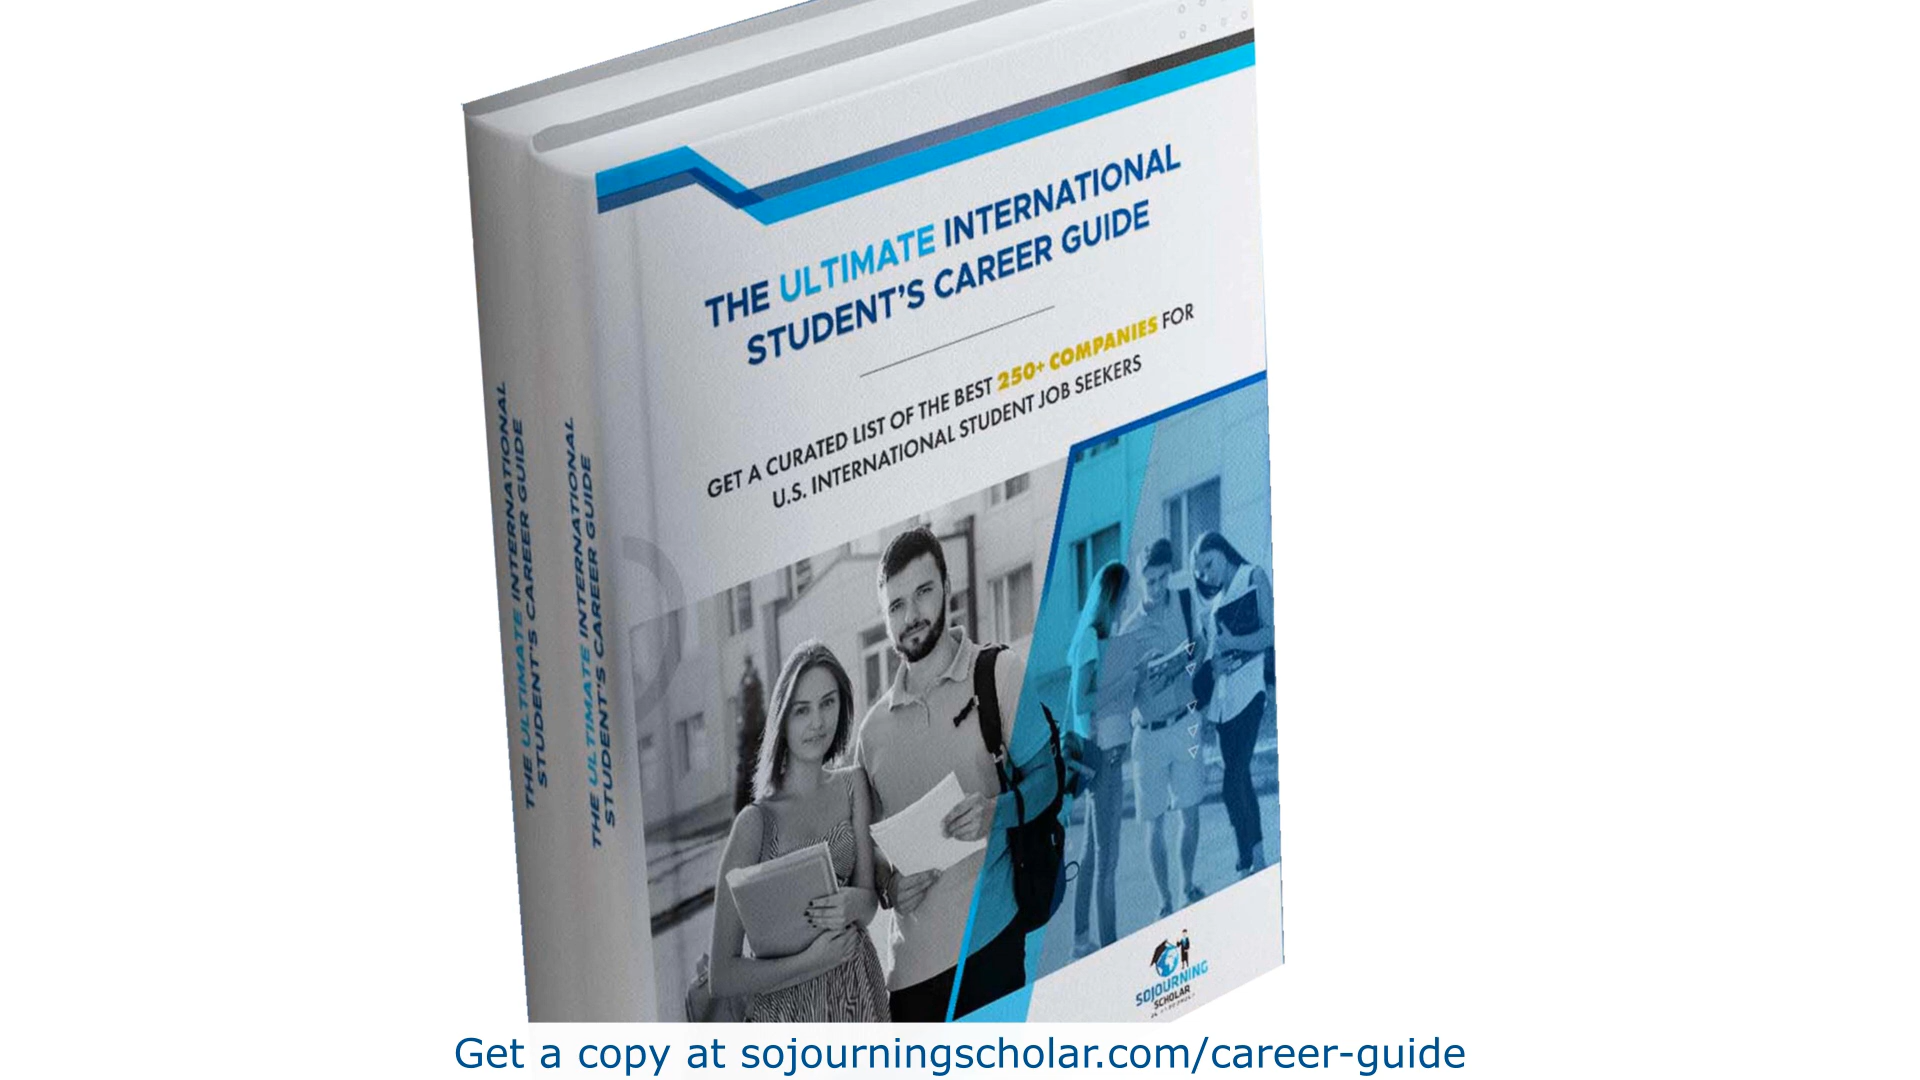 THE ULTIMATE INTERNATIONAL
STUDENT'S CAREER GUIDE
GET A CURATED LIST OF THE BEST 250+ COMPANIES FOR
U.S. INTERNATIONAL STUDENT JOB SEEKERS
THE ULTIMATE INTERNATIONAL
STUDENT'S CAREER GUIDE
THE ULTIMATE INTERNATIONAL
STUDENT'S CAREER GUIDE
SOJOURNING
SCHOLAR
Get a copy at sojourningscholar.com/career-guide